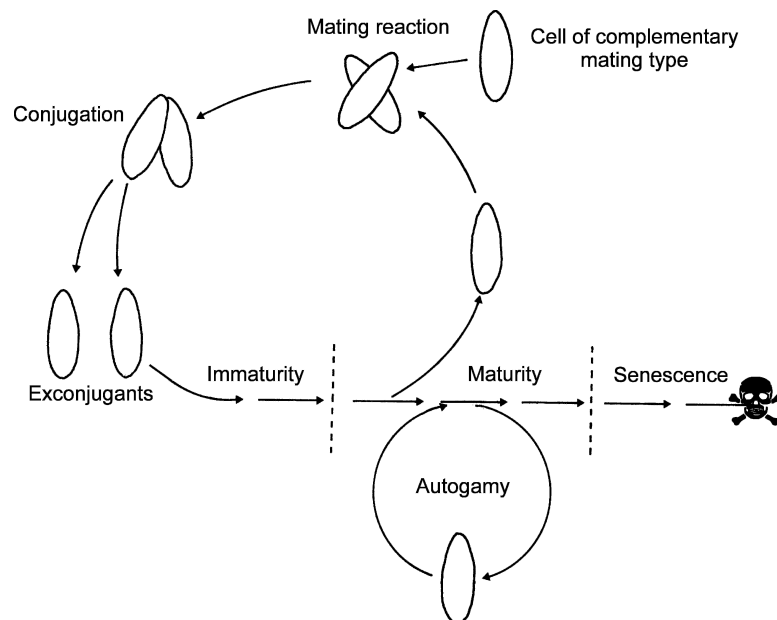 Mating reaction
Cell of complementary
mating type
Conjugation
Exconjugants
Immaturity
Maturity
Senescence
Autogamy